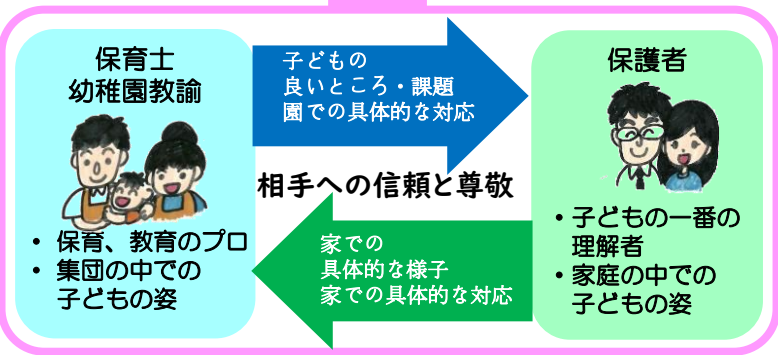 保育士
幼稚園教諭
・ 保育、教育のプロ
・ 集団の中での
子どもの姿
子どもの
良いところ・課題
園での具体的な対応
相手への信頼と尊敬
家での
具体的な様子
家での具体的な対応
保護者
・子どもの一番の
理解者
・家庭の中での
子どもの姿